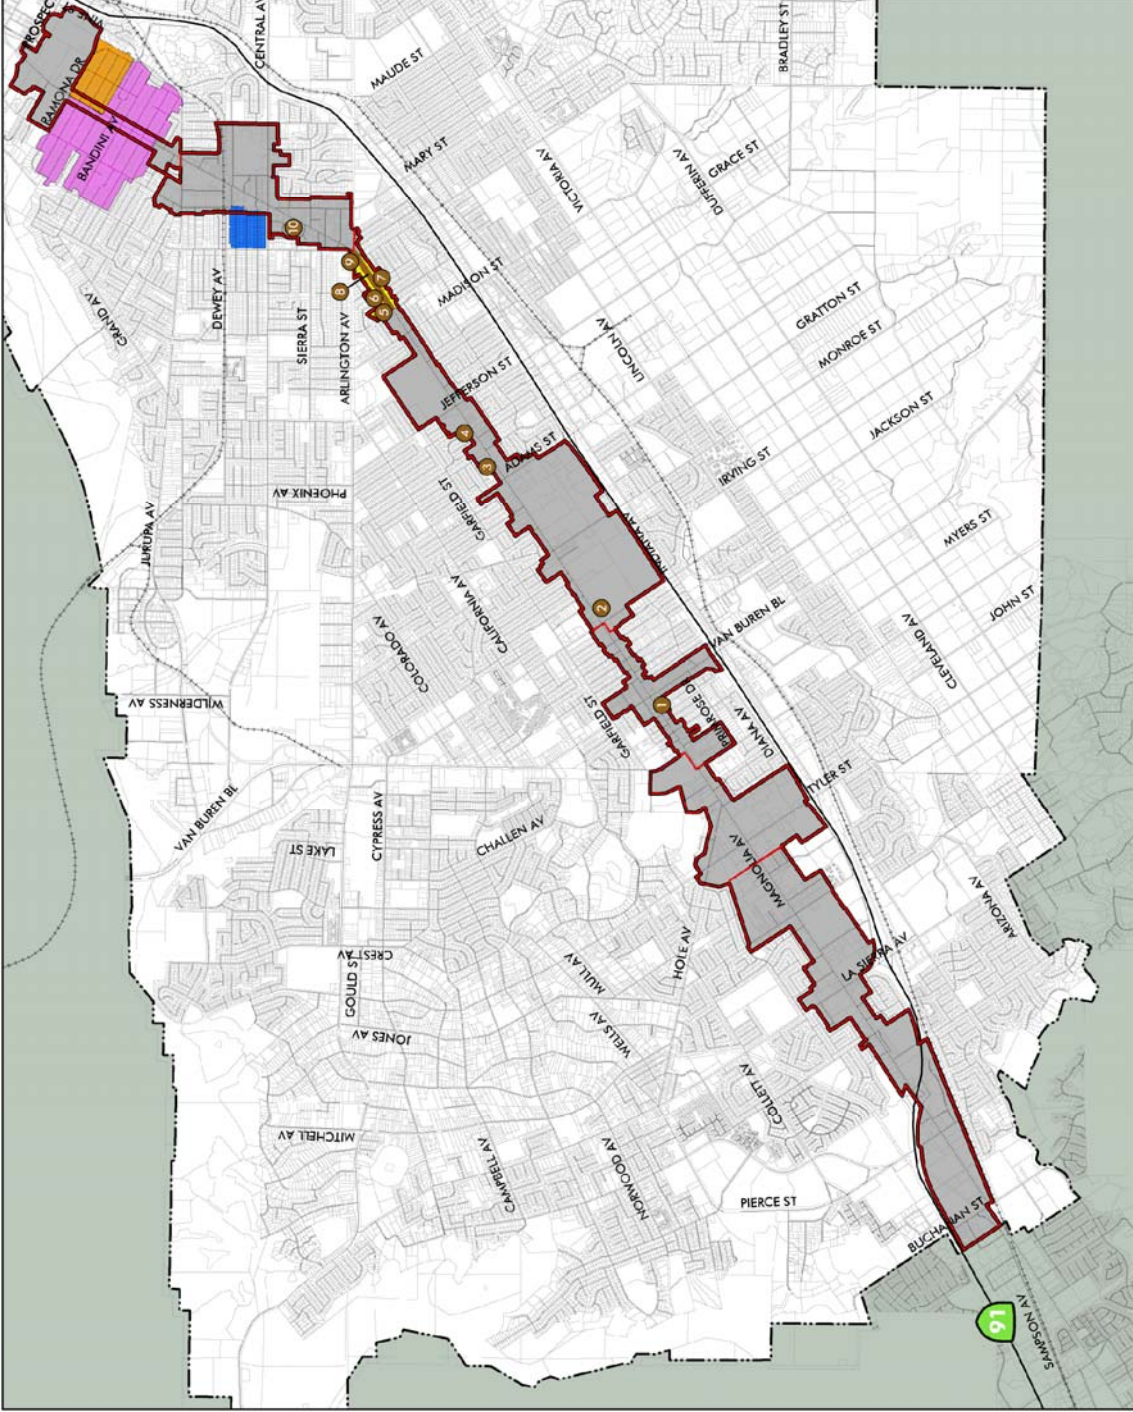 PROSPEC
VINE S
CENTRAL AV
BRADLEY ST
MAUDE ST
RAMONA DR
BANDINI AV
MARY ST
VICTORIA AV
DUFFERIN AV
GRACE ST
10
9
8
7
6
5
MADISON ST
GRAND AV
DEWEY AV
SIERRA ST
ARLINGTON AV
LINCOLN AV
GRATTON ST
MONROE ST
JEFFERSON ST
JACKSON ST
4
3
ADAMS ST
IRVING ST
PHOENIX AV
GARFIELD ST
JURUPA AV
INDIANA AV
MYERS ST
CALIFORNIA AV
COLORADO AV
2
VAN BUREN BL
JOHN ST
CLEVELAND AV
WILDERNESS AV
1
PRIMROSE DR
GARFIELD ST
DIANA AV
TYLER ST
VAN BUREN BL
CYPRESS AV
LAKE ST
CHALLEN AV
MAGNOLIA AV
ARIZONA AV
CREST AV
GOULD ST
MULL AV
HOLE AV
LA SIERRA AV
JONES AV
WELLS AV
COLLETT AV
MITCHELL AV
CAMPBELL AV
NORWOOD AV
PIERCE ST
BUCHANAN ST
91
SAMPSON AV